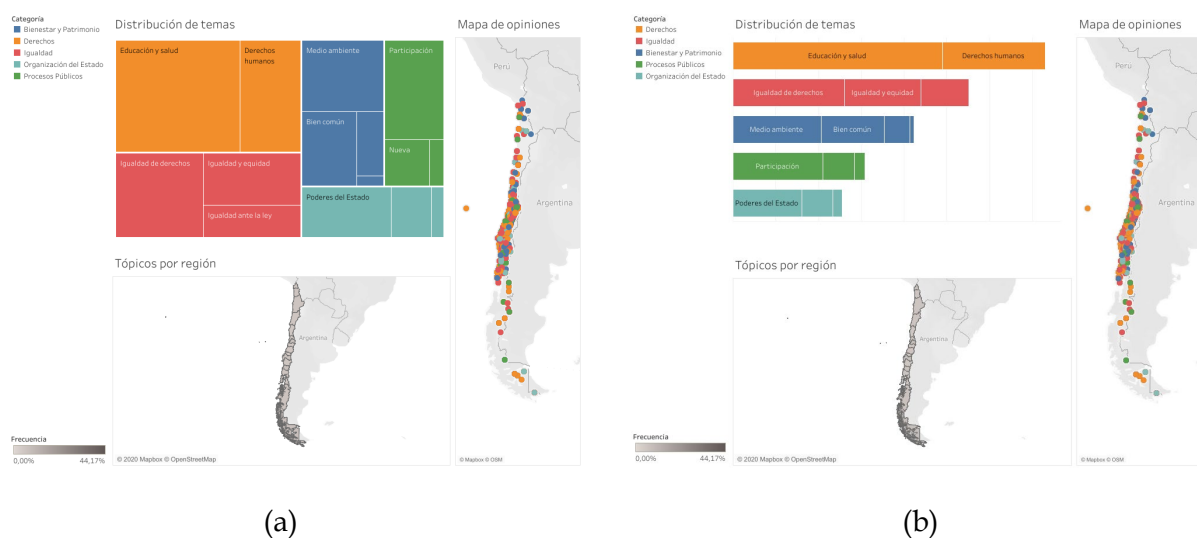 Categoría
Bienestar y Patrimonio
Derechos
Igualdad
Organización del Estado
Procesos Públicos
Distribución de temas
Educación y salud
Derechos
humanos
Medio ambiente
Participación
Bien común
Nueva
Igualdad de derechos
Igualdad y equidad
Igualdad ante la ley
Poderes del Estado
Tópicos por región
Argentina
© 2020 Mapbox © OpenStreetMap
Frecuencia
0,00% 44,17%
Mapa de opiniones
Perú
Argentina
© Mapbox © OSM
(a)
Categoría
Derechos
Igualdad
Bienestar y Patrimonio
Procesos Públicos
Organización del Estado
Distribución de temas
Educación y salud
Derechos humanos
Igualdad de derechos
Igualdad y equidad
Medio ambiente
Bien común
Participación
Poderes del Estado
Tópicos por región
Argentina
© 2020 Mapbox © OpenStreetMap
Frecuencia
0,00% 44,17%
Mapa de opiniones
Perú
Argentina
© Mapbox © OSM
(b)